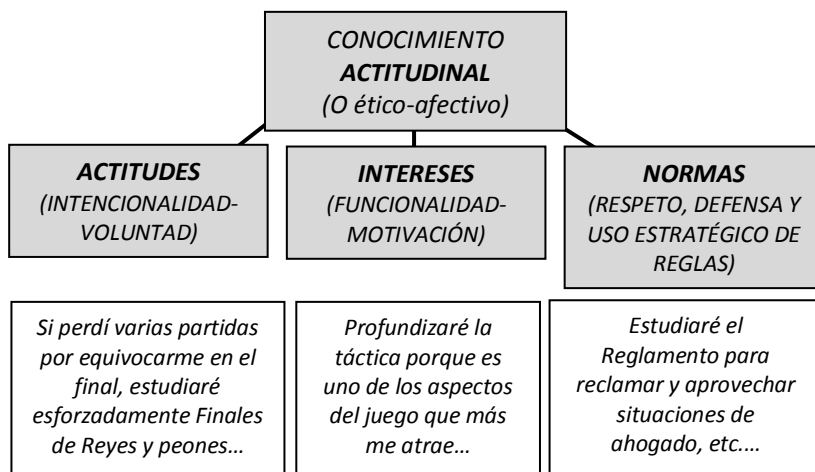 CONOCIMIENTO
ACTITUDINAL
(O ético-afectivo)
ACTITUDES
(INTENCIONALIDAD-
VOLUNTAD)
INTERESES
(FUNCIONALIDAD-
MOTIVACIÓN)
NORMAS
(RESPETO, DEFENSA Y
USO ESTRATÉGICO DE
REGLAS)
Si perdí varias partidas
por equivocarme en el
final, estudiaré
esforzadamente Finales
de Reyes y peones…
Profundizaré la
táctica porque es
uno de los aspectos
del juego que más
me atrae…
Estudiaré el
Reglamento para
reclamar y aprovechar
situaciones de
ahogado, etc.…